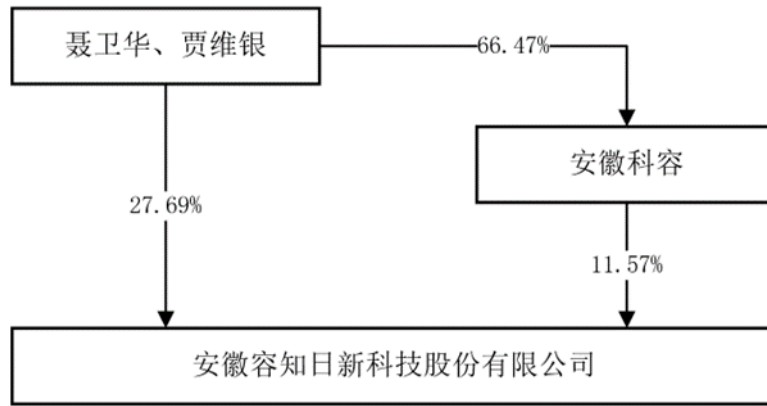 聂卫华、贾维银
66.47%
安徽科容
27.69%
11.57%
安徽容知日新科技股份有限公司